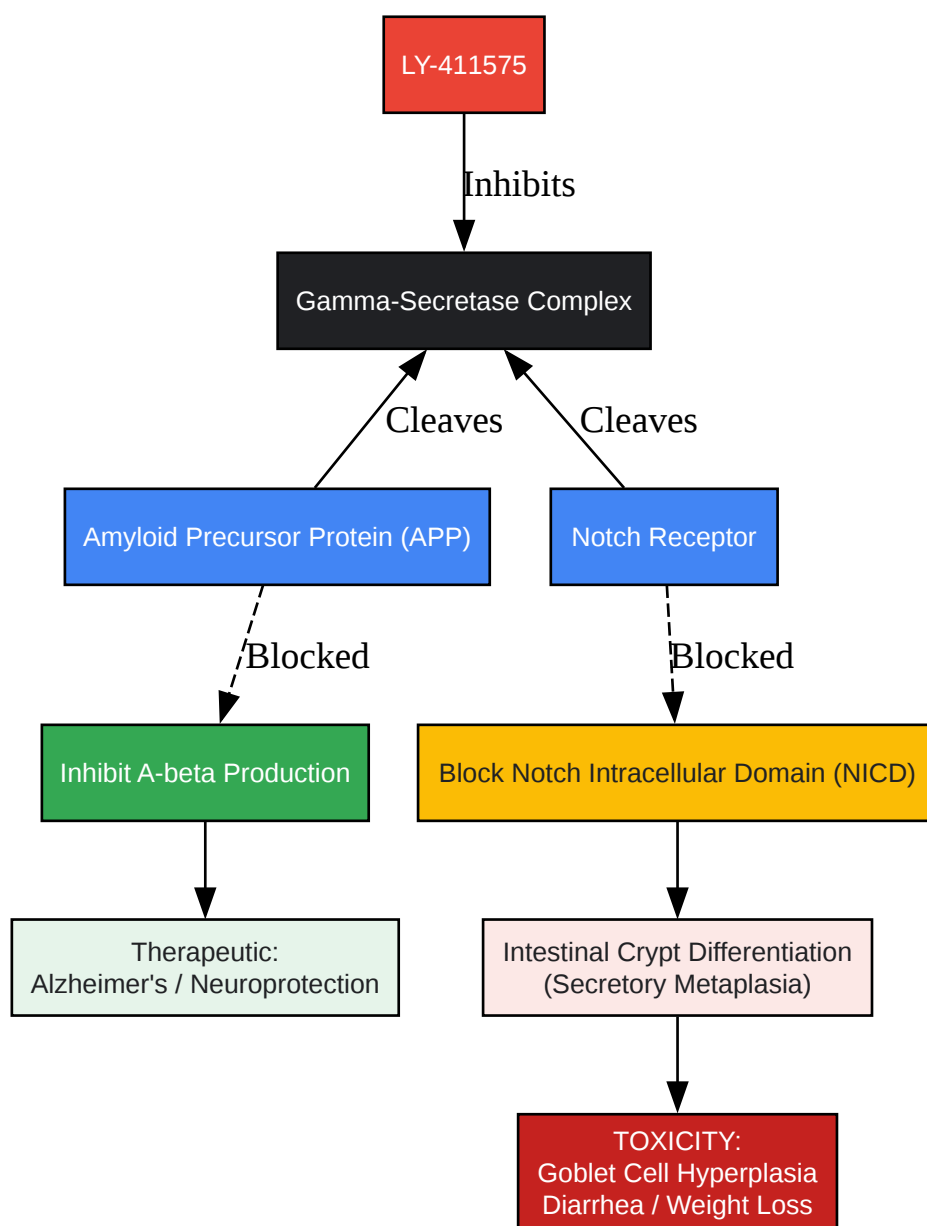 LY-411575
Inhibits
Gamma-Secretase Complex
Cleaves
Cleaves
Amyloid Precursor Protein (APP)
Notch Receptor
Blocked
Blocked
Inhibit A-beta Production
Block Notch Intracellular Domain (NICD)
Therapeutic:
Alzheimer's / Neuroprotection
Intestinal Crypt Differentiation
(Secretory Metaplasia)
TOXICITY:
Goblet Cell Hyperplasia
Diarrhea / Weight Loss